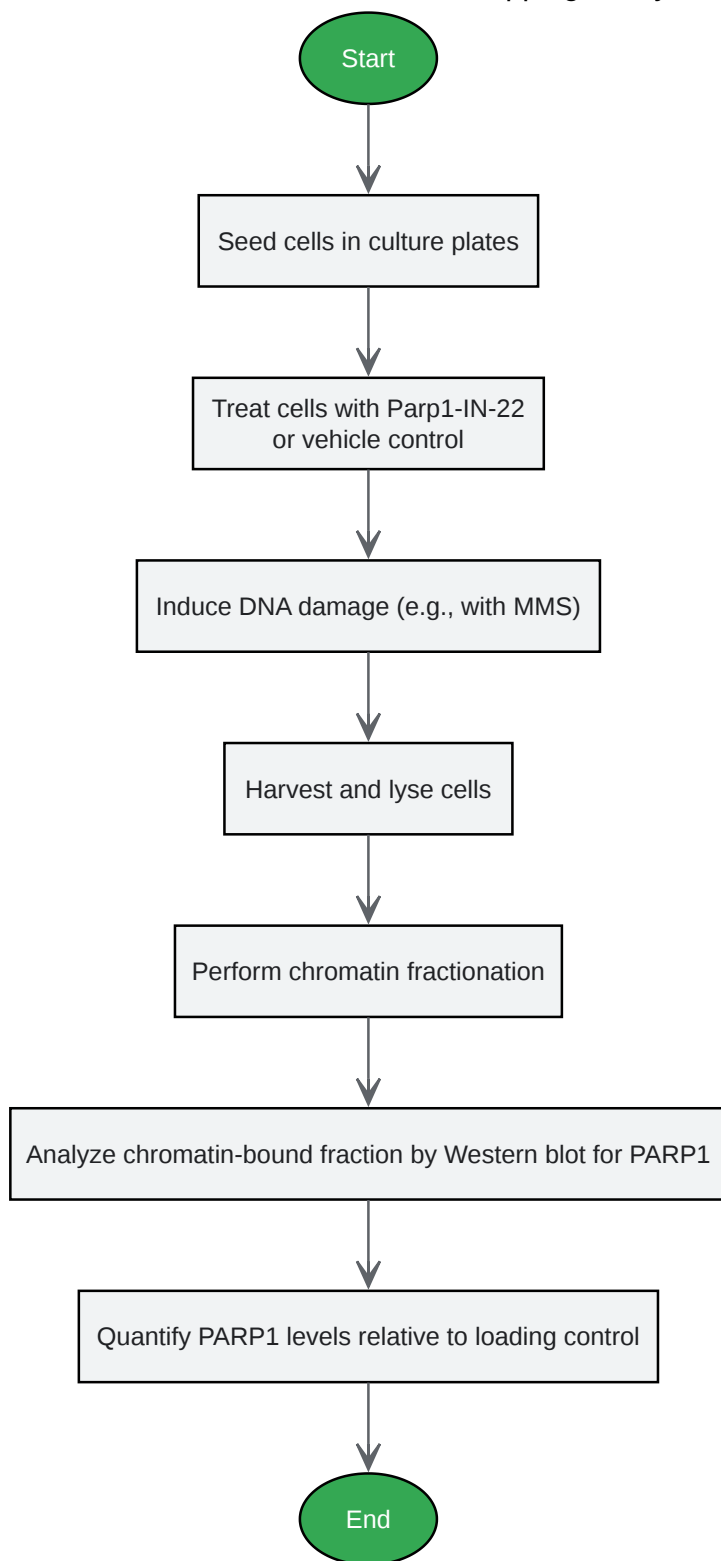 Start
Seed cells in culture plates
Treat cells with Parp1-IN-22
or vehicle control
Induce DNA damage (e.g., with MMS)
Harvest and lyse cells
Perform chromatin fractionation
Analyze chromatin-bound fraction by Western blot for PARP1
Quantify PARP1 levels relative to loading control
End